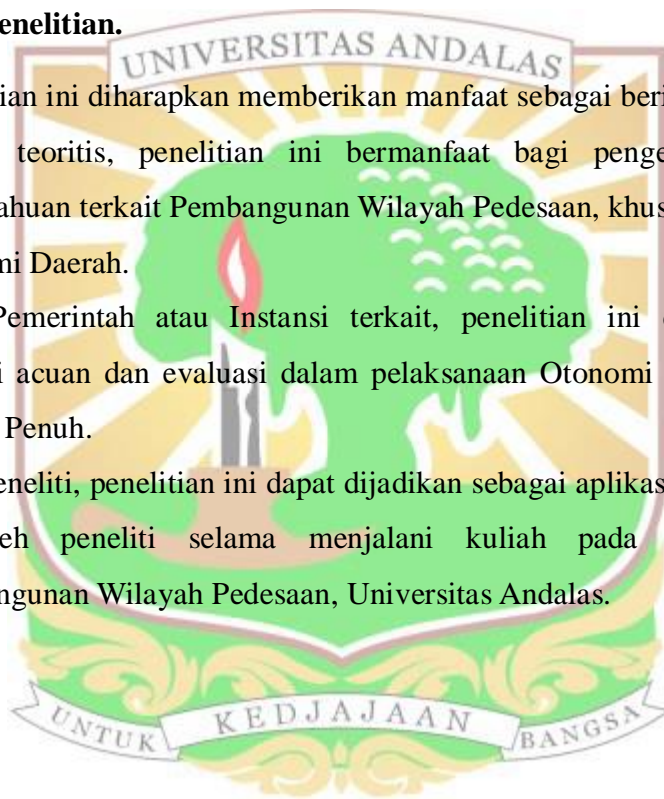 enelitian.
UNIVERSITAS ANDALAS
ian ini diharapkan memberikan manfaat sebagai beri
teoritis, penelitian ini bermanfaat bagi penge
ahuan terkait Pembangunan Wilayah Pedesaan, khus
mi Daerah.
Pemerintah atau Instansi terkait, penelitian ini
i acuan dan evaluasi dalam pelaksanaan Otonomi
Penuh.
eneliti, penelitian ini dapat dijadikan sebagai aplikas
eh peneliti selama menjalani kuliah pada
ngunan Wilayah Pedesaan, Universitas Andalas.
UNTUK KEDJAJAAN BANGSA